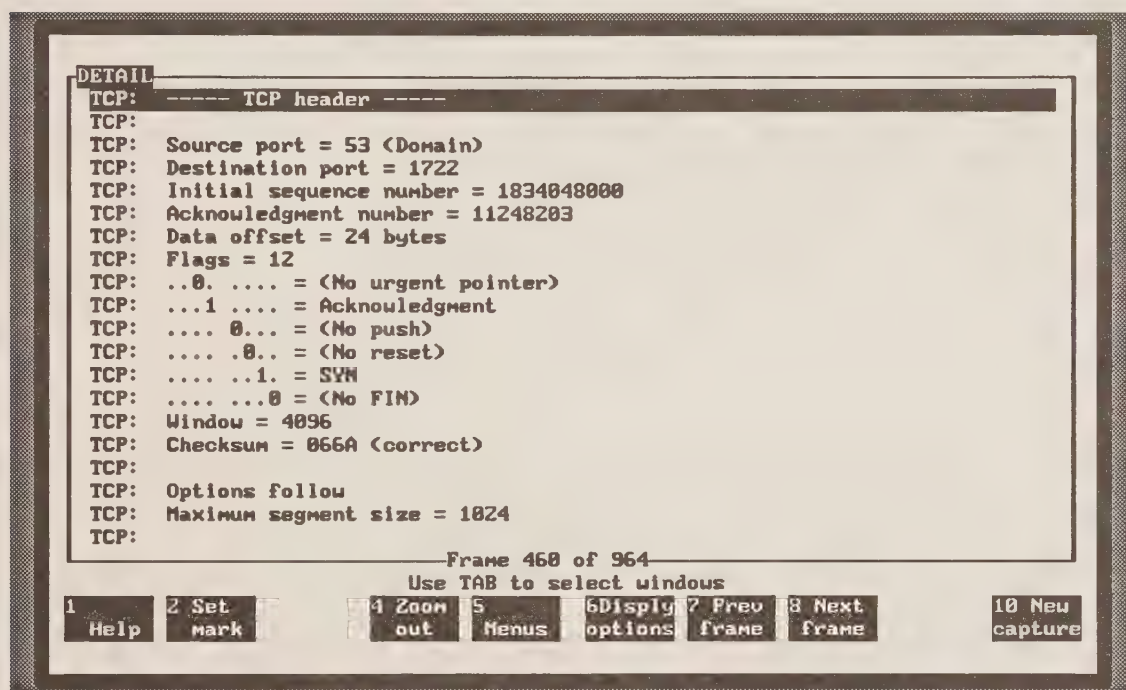 DETAIL
TCP: ----- TCP header -----
TCP:
TCP: Source port = 53 (Domain)
TCP: Destination port = 1722
TCP: Initial sequence number = 1834048000
TCP: Acknowledgment number = 11248203
TCP: Data offset = 24 bytes
TCP: Flags = 12
TCP: ..0. .... = (No urgent pointer)
TCP: ...1 .... = Acknowledgment
TCP: .... 0... = (No push)
TCP: .... .0.. = (No reset)
TCP: .... ..1. = SYN
TCP: .... ...0 = (No FIN)
TCP: Window = 4096
TCP: Checksum = 066A (correct)
TCP:
TCP: Options follow
TCP: Maximum segment size = 1024
TCP:
Frame 460 of 964
Use TAB to select windows
1 2 Set 4 Zoom 5 6Disply 7 Prev 8 Next 10 New
Help mark out Menus options frame frame capture